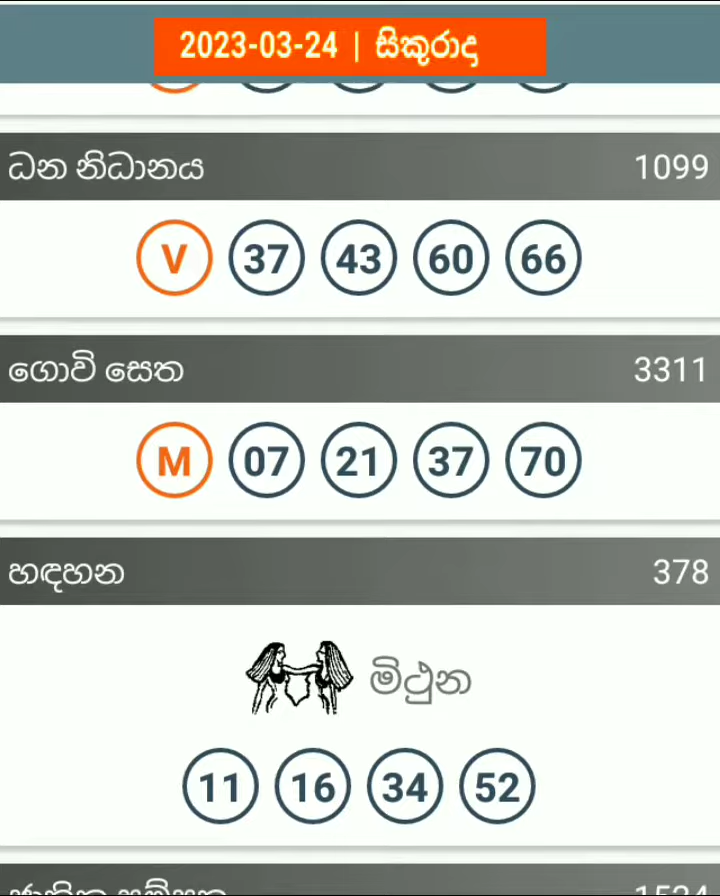 2023-03-24 | සිකුරාදා
ධන නිධානය 1099
V 37 43 60 66
ගොවි සෙත 3311
M 07 21 37 70
හඳහන 378
මිථුන
11 16 34 52